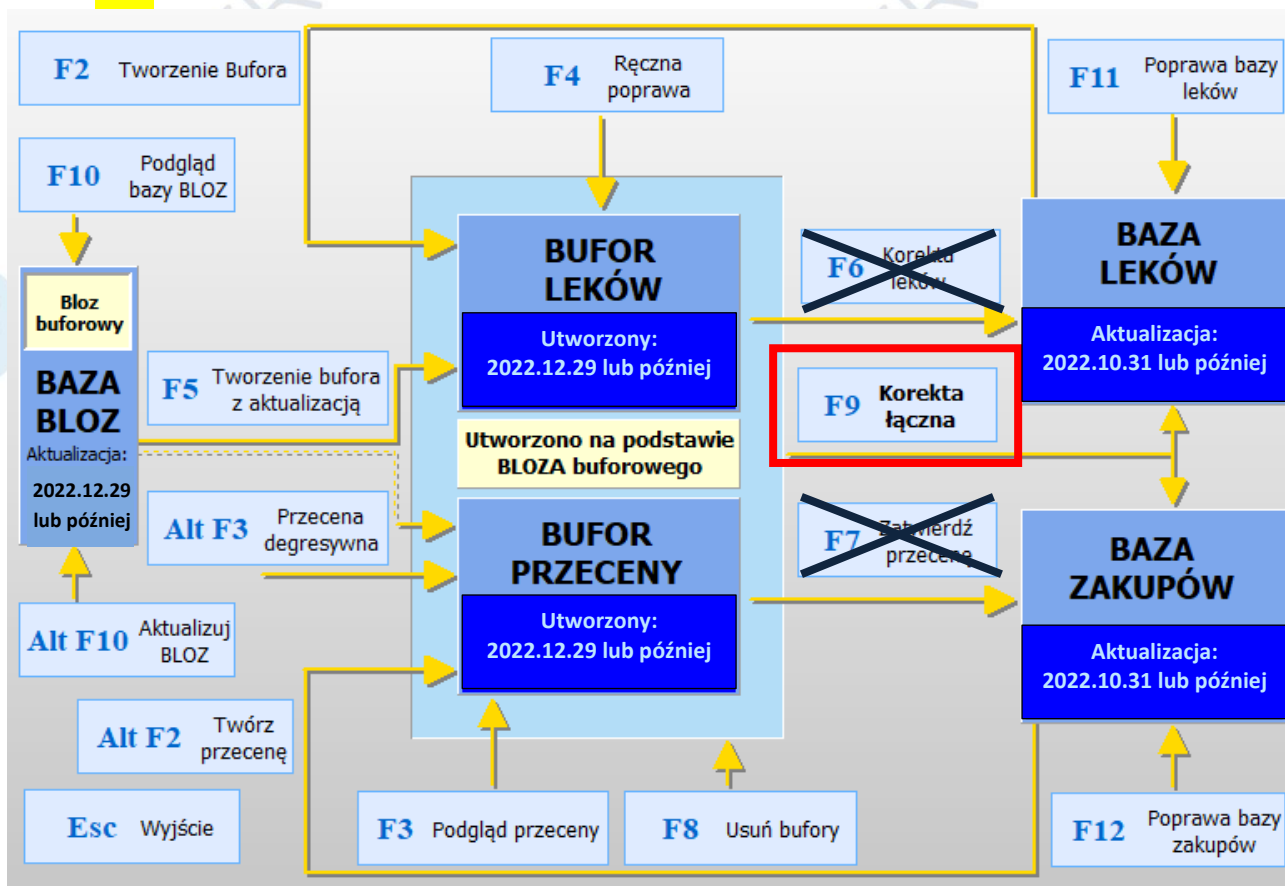 F2 Tworzenie Bufora
F4 Ręczna
poprawa
F11 Poprawa bazy
leków
F10 Podgląd
bazy BLOZ
Bloz
buforowy
BAZA
BLOZ
Aktualizacja:
2022.12.29
lub później
F5 Tworzenie bufora
z aktualizacją
Alt F3 Przecena
degresywna
Alt F10 Aktualizuj
BLOZ
Alt F2 Twórz
przecenę
Esc Wyjście
BUFOR
LEKÓW
Utworzony:
2022.12.29 lub później
Utworzono na podstawie
BLOZA buforowego
BUFOR
PRZECENY
Utworzony:
2022.12.29 lub później
F3 Podgląd przeceny
F8 Usuń bufory
F6 Korekta
leków
F9 Korekta
łączna
F7 Zatwierdź
przecenę
BAZA
LEKÓW
Aktualizacja:
2022.10.31 lub później
BAZA
ZAKUPÓW
Aktualizacja:
2022.10.31 lub później
F12 Poprawa bazy
zakupów